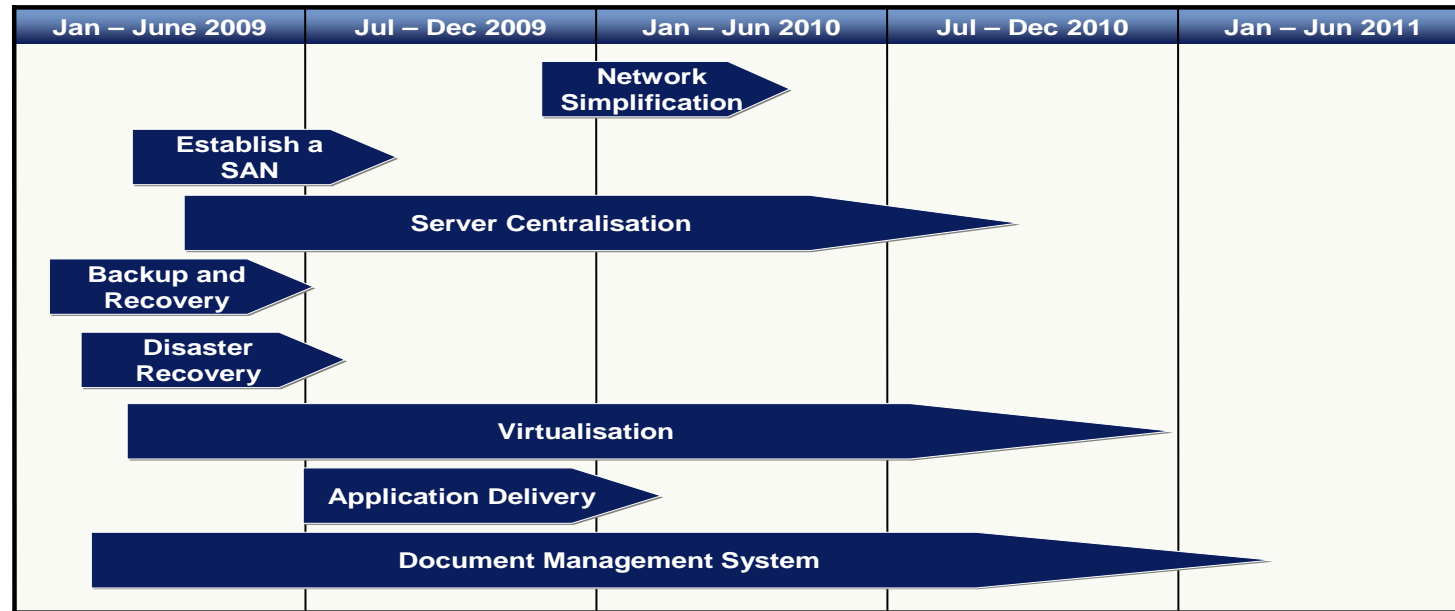 Jan – June 2009
Jul – Dec 2009
Jan – Jun 2010
Jul – Dec 2010
Jan – Jun 2011
Network
Simplification
Establish a
SAN
Server Centralisation
Backup and
Recovery
Disaster
Recovery
Virtualisation
Application Delivery
Document Management System